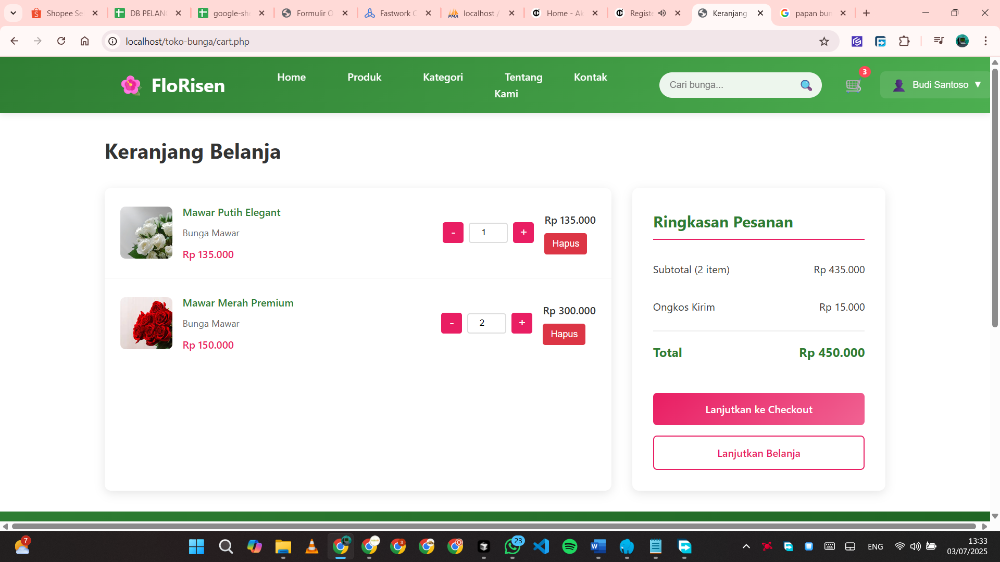 Shopee Se
DB PELAN
google-she
Formulir O
Fastwork C
localhost /
Home - Ak
Registe
Keranjang
papan bun
localhost/toko-bunga/cart.php
FloRisen
Home
Produk
Kategori
Tentang Kami
Kontak
Cari bunga...
3
Budi Santoso ▼
Keranjang Belanja
Mawar Putih Elegant
Bunga Mawar
Rp 135.000
- 1 +
Rp 135.000
Hapus
Mawar Merah Premium
Bunga Mawar
Rp 150.000
- 2 +
Rp 300.000
Hapus
Ringkasan Pesanan
Subtotal (2 item) Rp 435.000
Ongkos Kirim Rp 15.000
Total Rp 450.000
Lanjutkan ke Checkout
Lanjutkan Belanja
7
23
ENG
13:33
03/07/2025